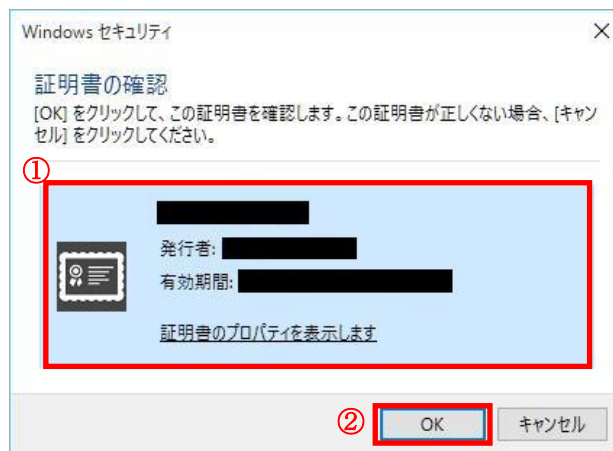 Windows セキュリティ
証明書の確認
[OK] をクリックして、この証明書を確認します。この証明書が正しくない場合、[キャン
セル] をクリックしてください。
①
発行者:
有効期間:
証明書のプロパティを表示します
②
OK
キャンセル